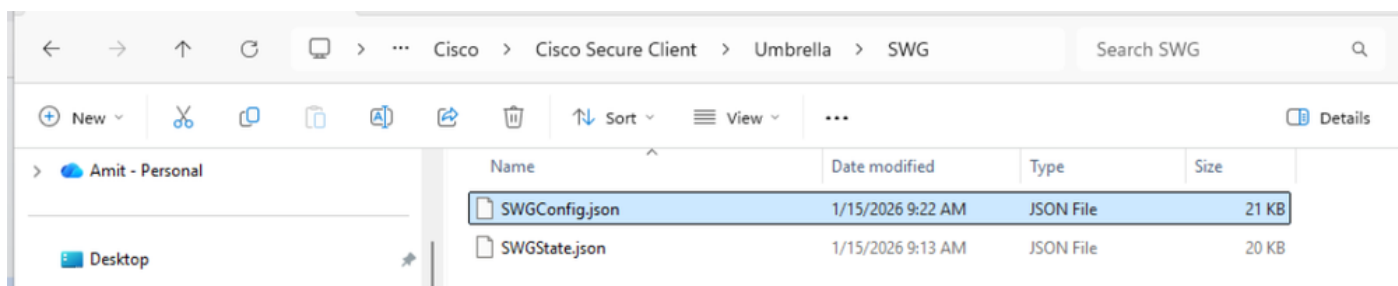 … Cisco > Cisco Secure Client > Umbrella > SWG Search SWG
New Sort View ... Details
Name Date modified Type Size
Amit - Personal
SWGConfig.json 1/15/2026 9:22 AM JSON File 21 KB
SWGState.json 1/15/2026 9:13 AM JSON File 20 KB
Desktop